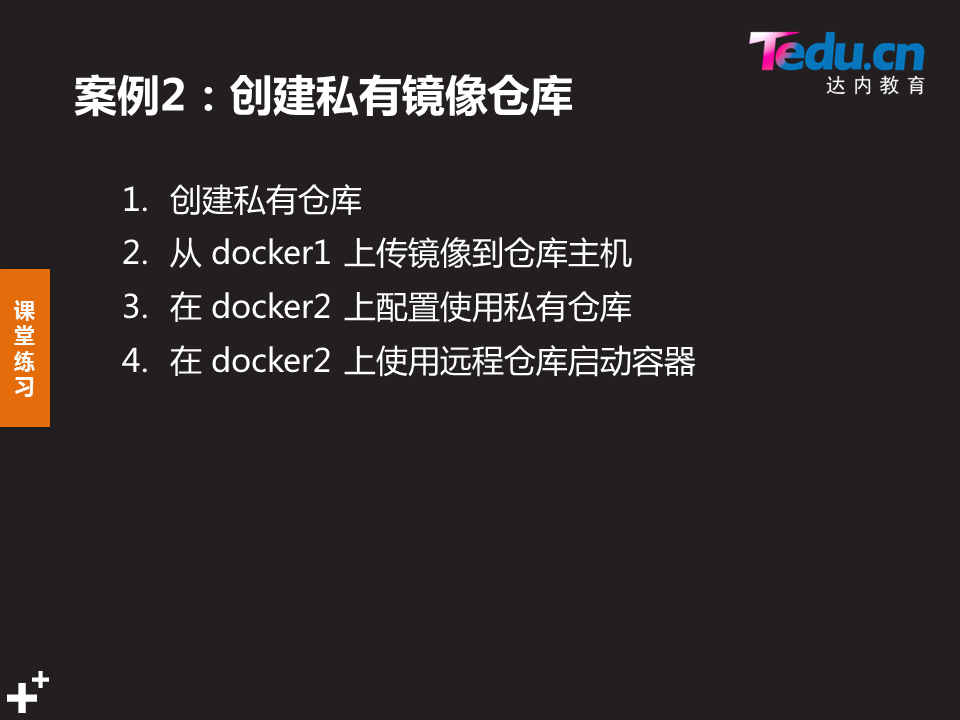 Tedu.cn
达内教育
案例2：创建私有镜像仓库
1. 创建私有仓库
2. 从 docker1 上传镜像到仓库主机
3. 在 docker2 上配置使用私有仓库
4. 在 docker2 上使用远程仓库启动容器
课
堂
练
习